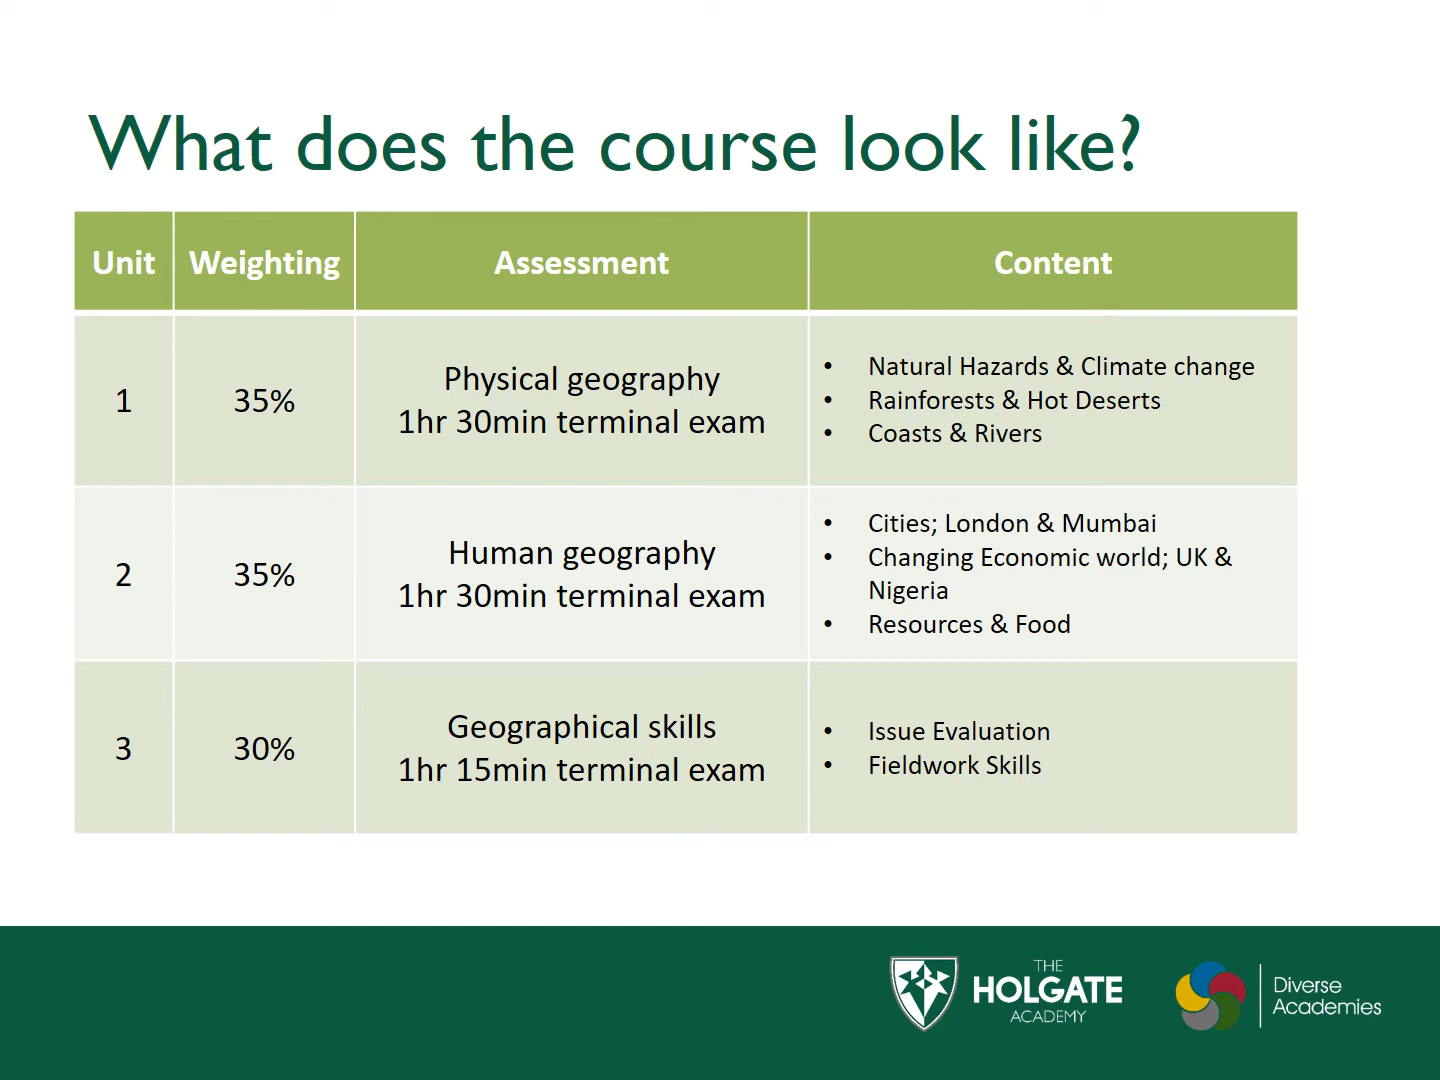 What does the course look like?
Unit
Weighting
Assessment
Content
1
35%
Physical geography
1hr 30min terminal exam
• Natural Hazards & Climate change
• Rainforests & Hot Deserts
• Coasts & Rivers
2
35%
Human geography
1hr 30min terminal exam
• Cities; London & Mumbai
• Changing Economic world; UK &
Nigeria
• Resources & Food
3
30%
Geographical skills
1hr 15min terminal exam
• Issue Evaluation
• Fieldwork Skills
THE
HOLGATE
ACADEMY
Diverse
Academies